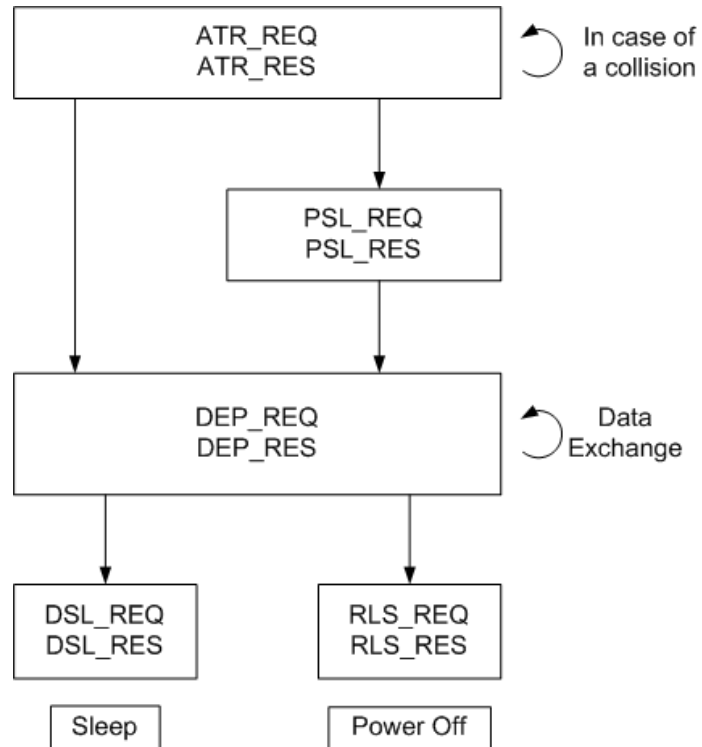 ATR_REQ
ATR_RES
In case of
a collision
PSL_REQ
PSL_RES
DEP_REQ
DEP_RES
Data
Exchange
DSL_REQ
DSL_RES
RLS_REQ
RLS_RES
Sleep
Power Off